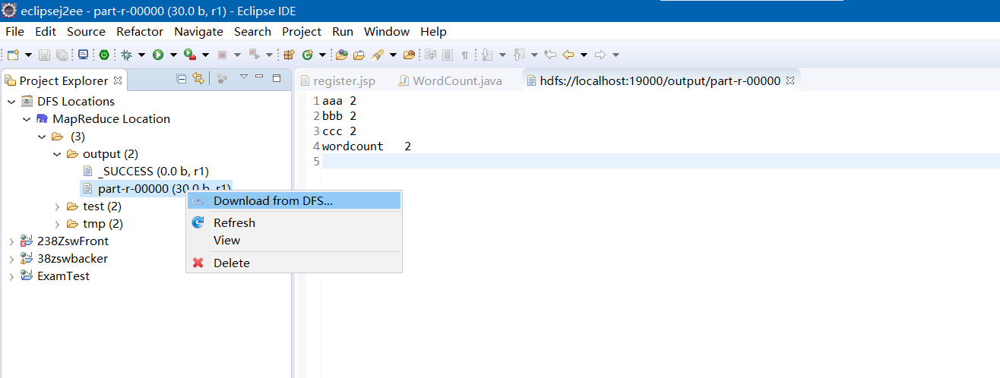 eclipsej2ee - part-r-00000 (30.0 b, r1) - Eclipse IDE
File Edit Source Refactor Navigate Search Project Run Window Help
Project Explorer
register.jsp WordCount.java hdfs://localhost:19000/output/part-r-00000
DFS Locations
MapReduce Location
(3)
output (2)
_SUCCESS (0.0 b, r1)
part-r-00000 (30.0 b, r1)
test (2)
tmp (2)
238ZswFront
38zswbacker
ExamTest
Download from DFS...
Refresh
View
Delete
1 aaa 2
2 bbb 2
3 ccc 2
4 wordcount 2
5